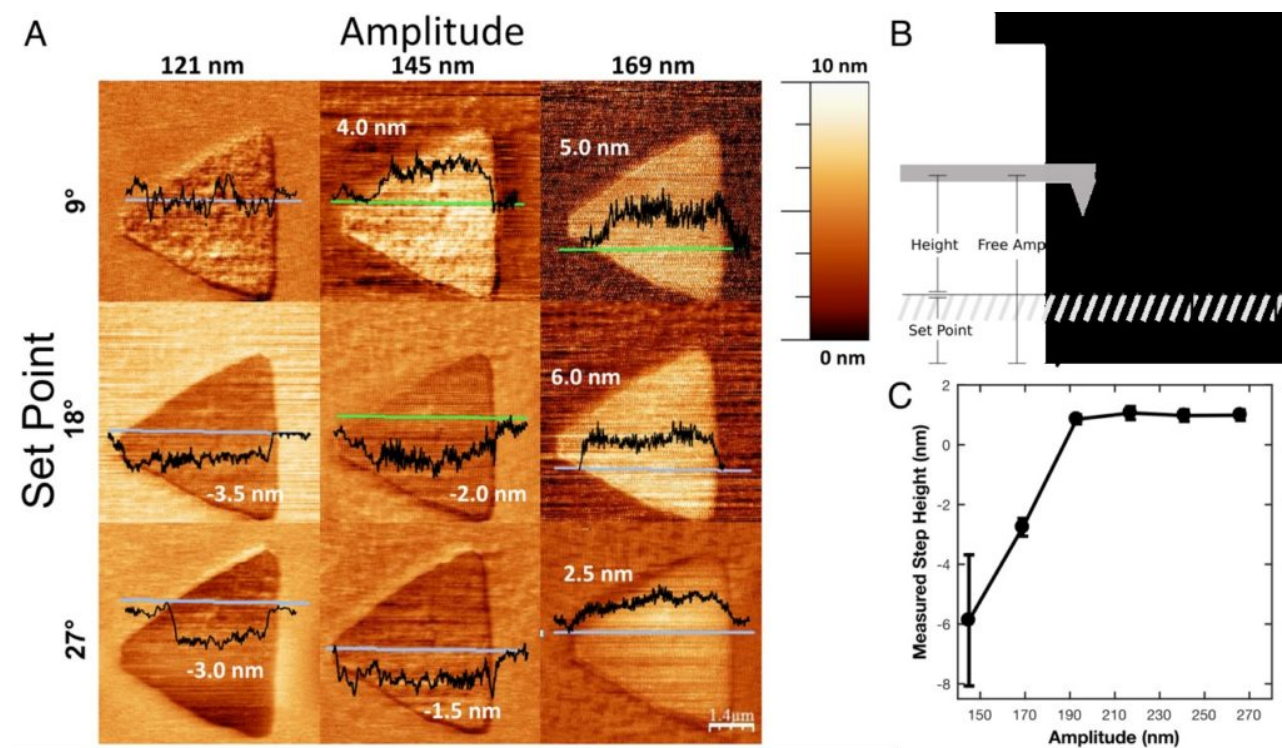 A
Amplitude
121 nm 145 nm 169 nm
Set Point
9°
4.0 nm
5.0 nm
18°
-3.5 nm
-2.0 nm
6.0 nm
27°
-3.0 nm
-1.5 nm
2.5 nm
1.4µm
10 nm
0 nm
B
Height
Free Amp
Set Point
C
Measured Step Height (nm)
2
0
-2
-4
-6
-8
150 170 190 210 230 250 270
Amplitude (nm)